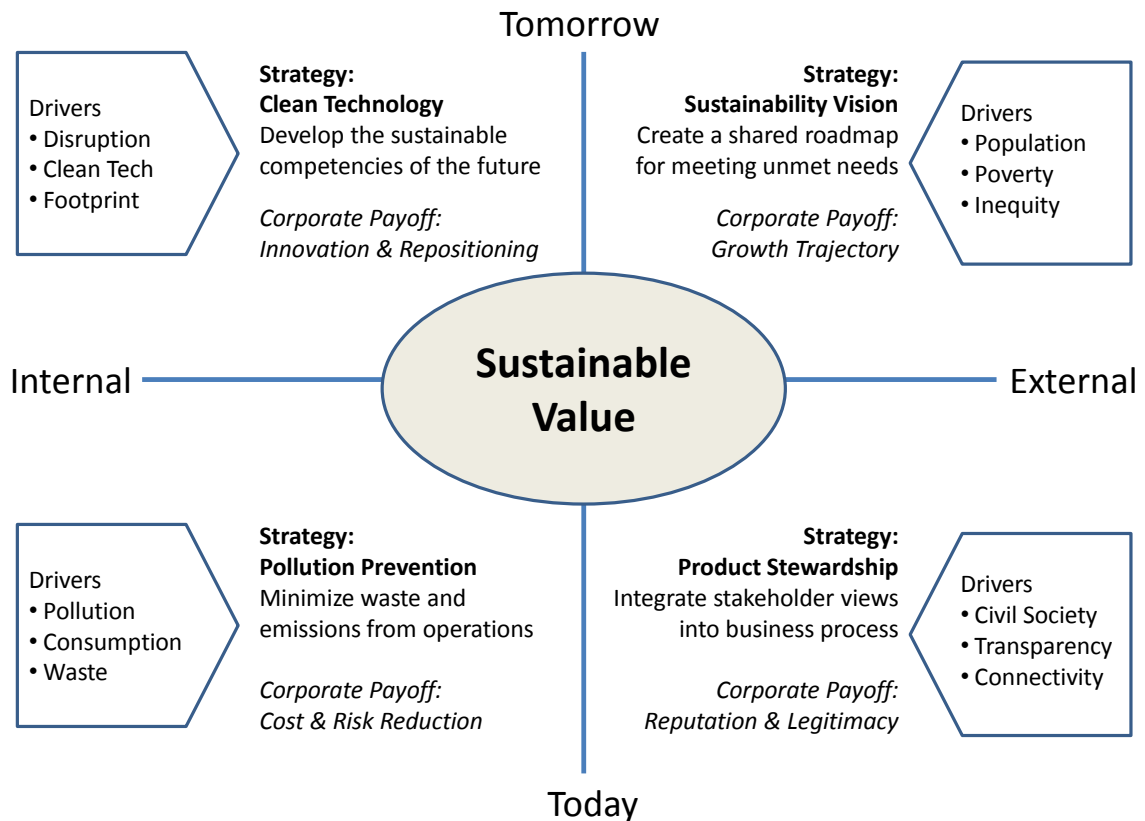 Tomorrow
Drivers
• Disruption
• Clean Tech
• Footprint
Strategy:
Clean Technology
Develop the sustainable
competencies of the future
Corporate Payoff:
Innovation & Repositioning
Strategy:
Sustainability Vision
Create a shared roadmap
for meeting unmet needs
Corporate Payoff:
Growth Trajectory
Drivers
• Population
• Poverty
• Inequity
Internal
Sustainable
Value
External
Drivers
• Pollution
• Consumption
• Waste
Strategy:
Pollution Prevention
Minimize waste and
emissions from operations
Corporate Payoff:
Cost & Risk Reduction
Strategy:
Product Stewardship
Integrate stakeholder views
into business process
Corporate Payoff:
Reputation & Legitimacy
Drivers
• Civil Society
• Transparency
• Connectivity
Today